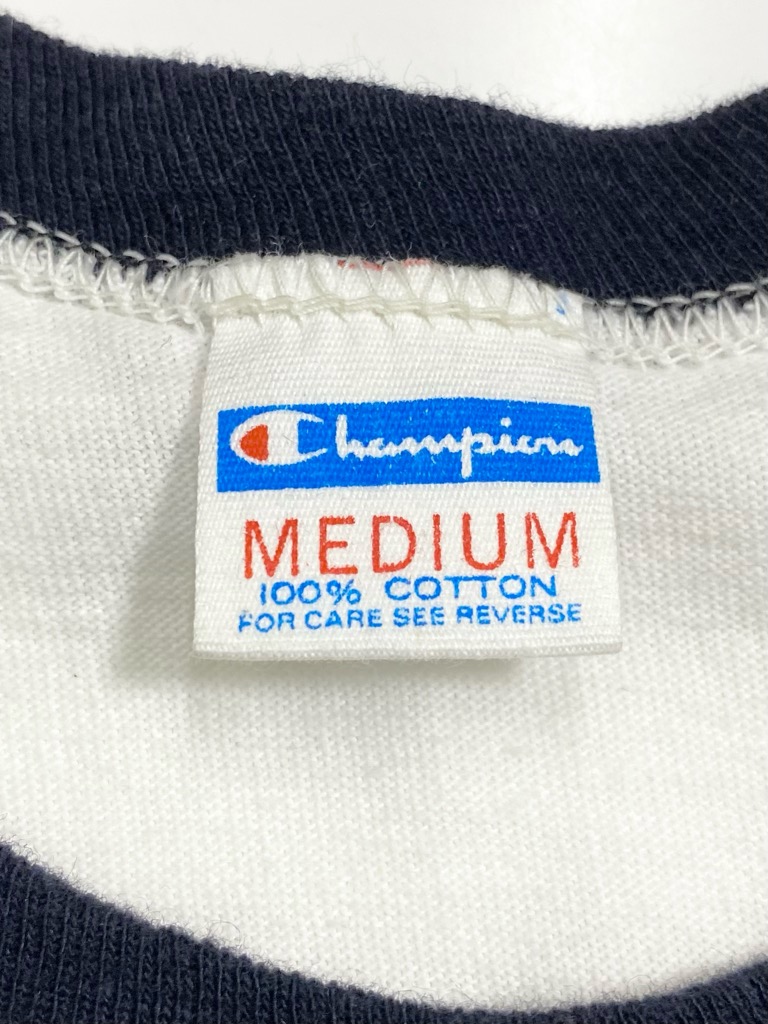 Champion
MEDIUM
100% COTTON
FOR CARE SEE REVERSE